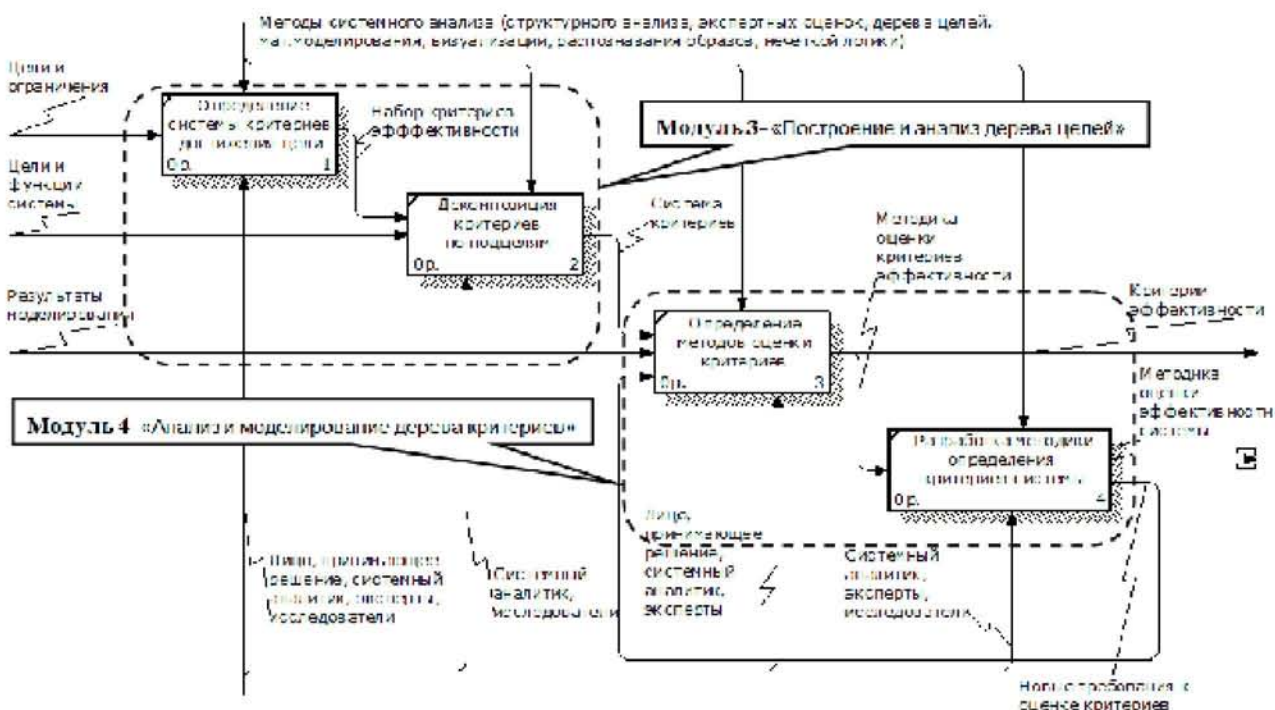 Методы системного анализа (структурного анализа, экспертных оценок, дерева целей,
мат.моделирования, визуализации, распознавания образов, нечеткой логики)
Цели и
ограничения
Определение
системы критериев
достижения цели
0р. 1
Набор критериев
эффффективности
Модуль 3– «Построение и анализ дерева целей»
Цели и
функции
системы
Декомпозиция
критериев
по подцелям
0р. 2
Система
критериев
Методика
оценки
критериев
эффективности
Результаты
моделирования
Определение
методов оценки
критериев
0р. 3
Критерии
эффективности
Методика
оценки
эффективности
системы
Модуль 4 «Анализ и моделирование дерева критериев»
Разработка методики
определения
критериев системы
0р. 4
Лицо, принимающее
решение, системный
аналитик, эксперты,
исследователи
Системный
аналитик,
исследователи
Лицо,
принимающее
решение,
системный
аналитик,
эксперты
Системный
аналитик,
эксперты,
исследователи
Новые требования к
оценке критериев